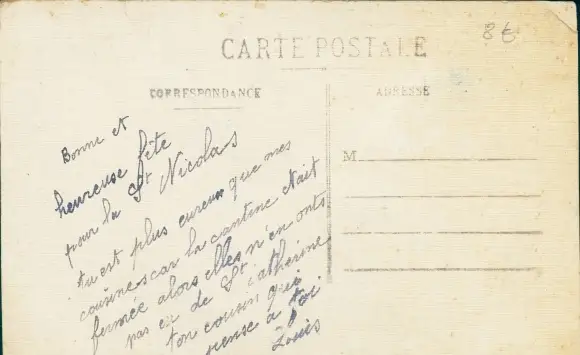 8€
CARTE POSTALE
CORRESPONDANCE
ADRESSE
M
Bonne et
heureuse fête
pour la St Nicolas
tu est plus eureux que mes
cousines car la cantine était
fermée alors elles n'en onts
pas eu de St Catherine
ton cousin qui
pense a toi
Louis